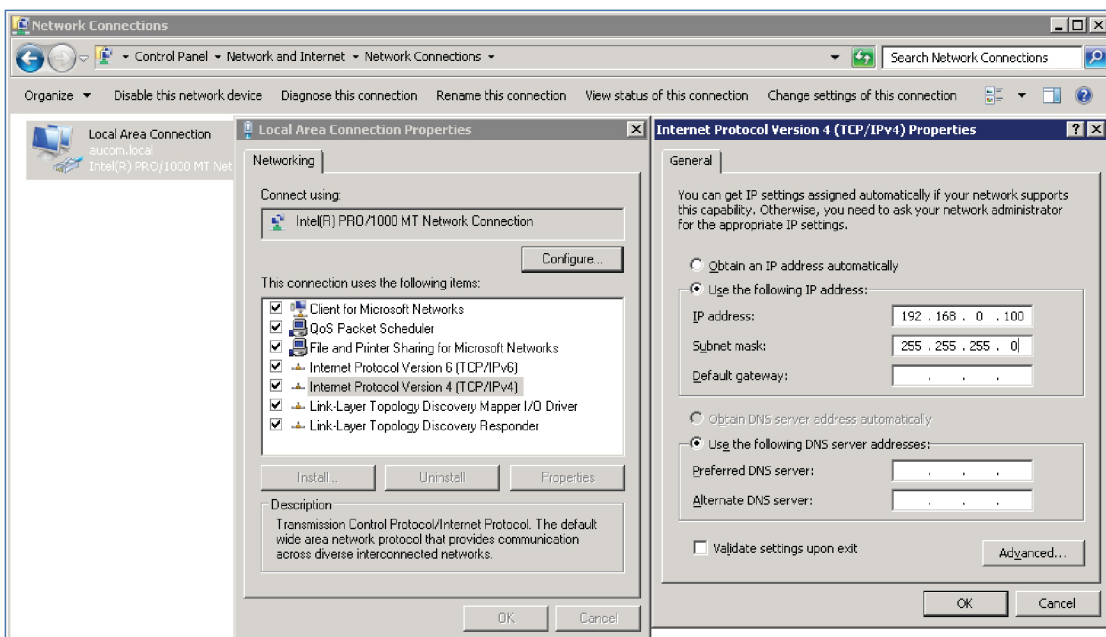 Network Connections
Control Panel Network and Internet Network Connections
Search Network Connections
Organize Disable this network device Diagnose this connection Rename this connection View status of this connection Change settings of this connection
Local Area Connection
aucom.local
Intel(R) PRO/1000 MT Net
Local Area Connection Properties
Networking
Connect using:
Intel(R) PRO/1000 MT Network Connection
Configure...
This connection uses the following items:
Client for Microsoft Networks
QoS Packet Scheduler
File and Printer Sharing for Microsoft Networks
Internet Protocol Version 6 (TCP/IPv6)
Internet Protocol Version 4 (TCP/IPv4)
Link-Layer Topology Discovery Mapper I/O Driver
Link-Layer Topology Discovery Responder
Install... Uninstall Properties
Description
Transmission Control Protocol/Internet Protocol. The default
wide area network protocol that provides communication
across diverse interconnected networks.
OK Cancel
Internet Protocol Version 4 (TCP/IPv4) Properties
General
You can get IP settings assigned automatically if your network supports
this capability. Otherwise, you need to ask your network administrator
for the appropriate IP settings.
Obtain an IP address automatically
Use the following IP address:
IP address: 192 . 168 . 0 . 100
Subnet mask: 255 . 255 . 255 . 0
Default gateway: . . .
Obtain DNS server address automatically
Use the following DNS server addresses:
Preferred DNS server: . . .
Alternate DNS server: . . .
Validate settings upon exit
Advanced...
OK Cancel